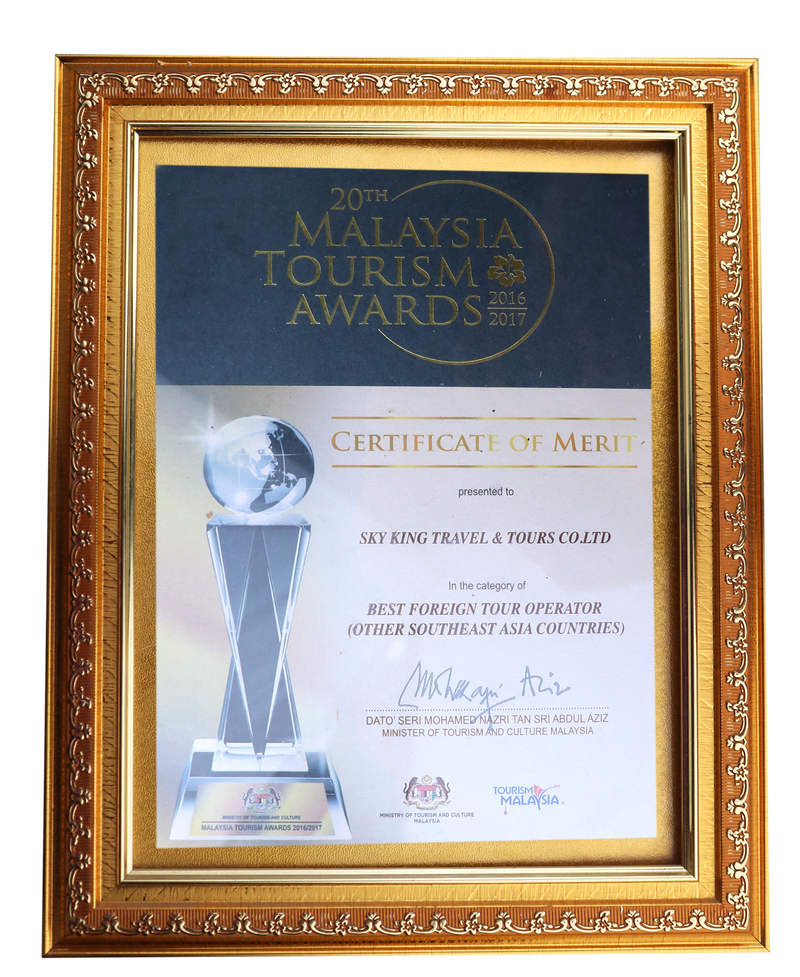 20TH
MALAYSIA
TOURISM
AWARDS
2016
2017
CERTIFICATE OF MERIT
presented to
SKY KING TRAVEL & TOURS CO.LTD
In the category of
BEST FOREIGN TOUR OPERATOR
(OTHER SOUTHEAST ASIA COUNTRIES)
DATO' SERI MOHAMED NAZRI TAN SRI ABDUL AZIZ
MINISTER OF TOURISM AND CULTURE MALAYSIA
MINISTRY OF TOURISM AND CULTURE
MALAYSIA TOURISM AWARDS 2016/2017
MINISTRY OF TOURISM AND CULTURE
MALAYSIA
TOURISM
MALAYSIA